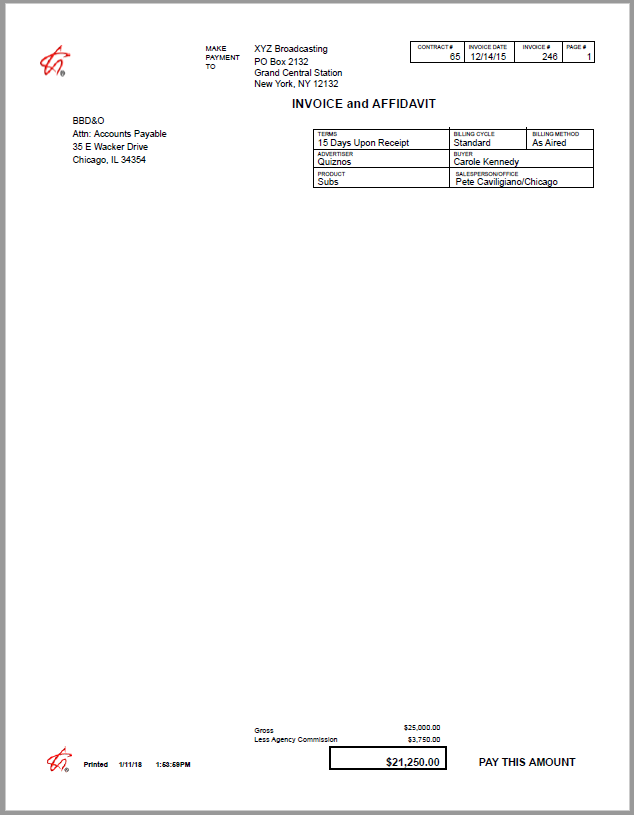 MAKE PAYMENT TO
XYZ Broadcasting
PO Box 2132
Grand Central Station
New York, NY 12132
CONTRACT # INVOICE DATE INVOICE # PAGE #
65 12/14/15 246 1
INVOICE and AFFIDAVIT
BBD&O
Attn: Accounts Payable
35 E Wacker Drive
Chicago, IL 34354
TERMS BILLING CYCLE BILLING METHOD
15 Days Upon Receipt Standard As Aired
ADVERTISER BUYER
Quiznos Carole Kennedy
PRODUCT SALESPERSON/OFFICE
Subs Pete Caviligiano/Chicago
Gross $25,000.00
Less Agency Commission $3,750.00
$21,250.00 PAY THIS AMOUNT
Printed 1/11/18 1:53:59PM